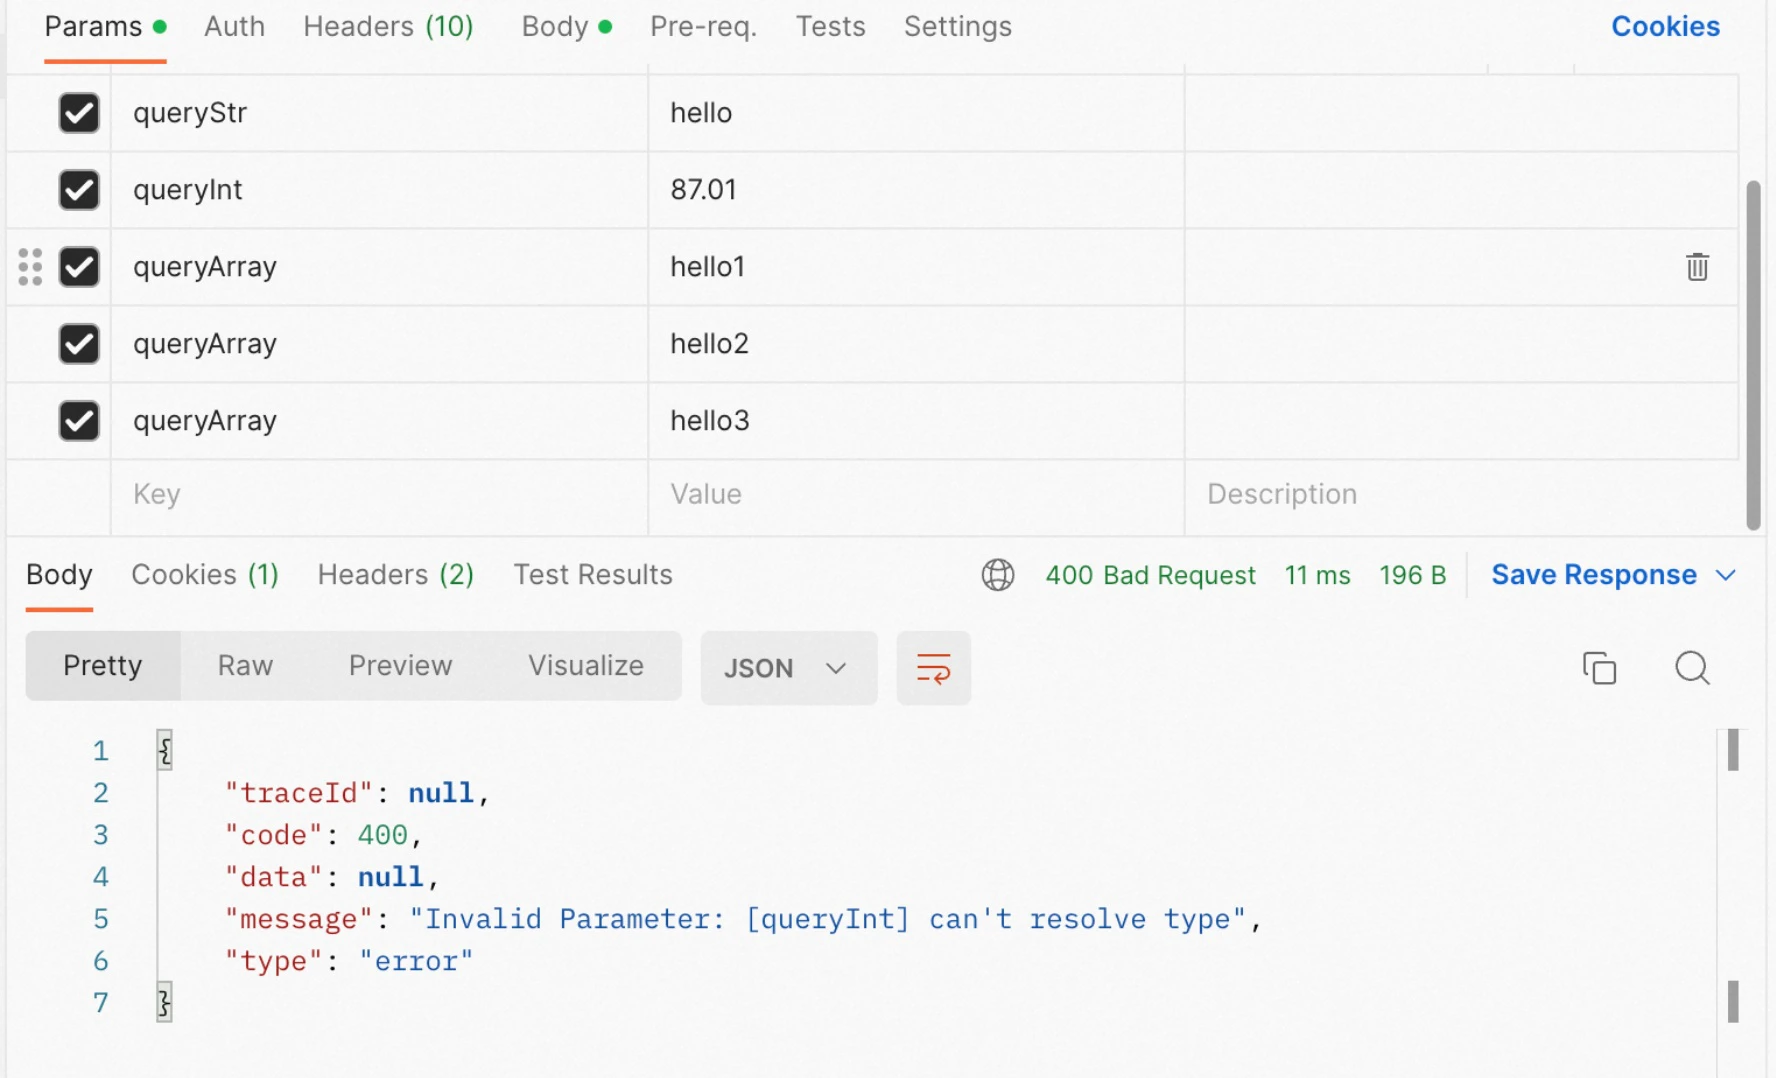 Params Auth Headers (10) Body Pre-req. Tests Settings Cookies
queryStr hello
queryInt 87.01
queryArray hello1
queryArray hello2
queryArray hello3
Key Value Description
Body Cookies (1) Headers (2) Test Results 400 Bad Request 11 ms 196 B Save Response
Pretty Raw Preview Visualize JSON
1 {
2 "traceId": null,
3 "code": 400,
4 "data": null,
5 "message": "Invalid Parameter: [queryInt] can't resolve type",
6 "type": "error"
7 }